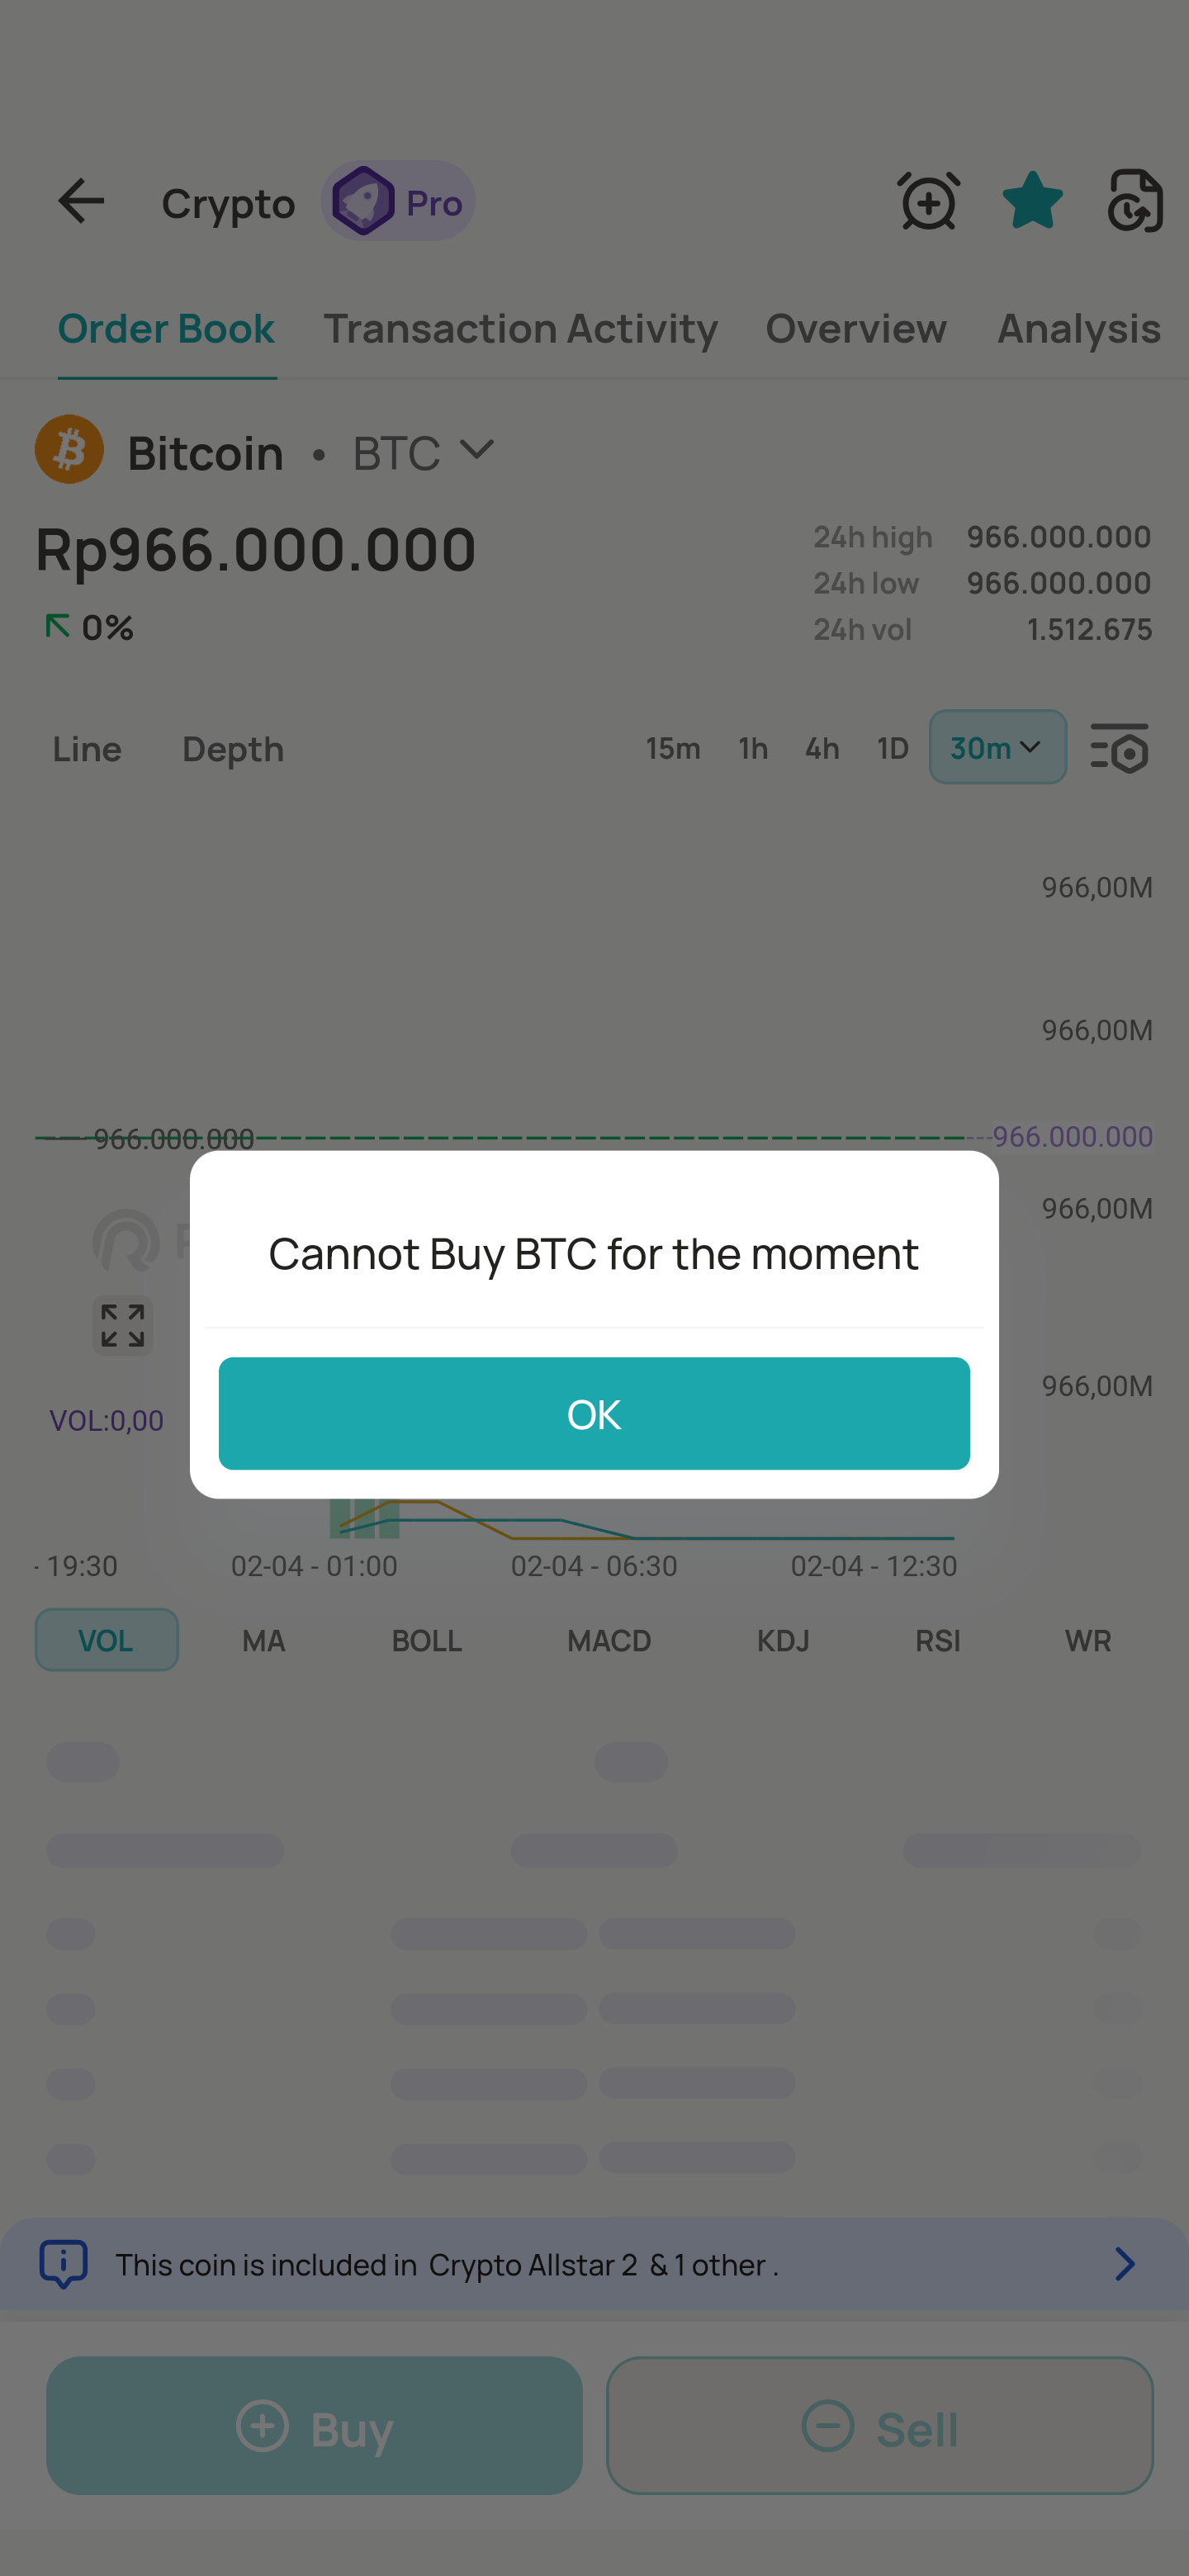 Crypto Pro
Order Book Transaction Activity Overview Analysis
Bitcoin • BTC
Rp966.000.000
24h high 966.000.000
24h low 966.000.000
0%
24h vol 1.512.675
Line Depth 15m 1h 4h 1D 30m
966,00M
966,00M
966.000.000 966.000.000
966,00M
Cannot Buy BTC for the moment
966,00M
OK
VOL:0,00
- 19:30 02-04 - 01:00 02-04 - 06:30 02-04 - 12:30
VOL MA BOLL MACD KDJ RSI WR
This coin is included in Crypto Allstar 2 & 1 other .
Buy Sell